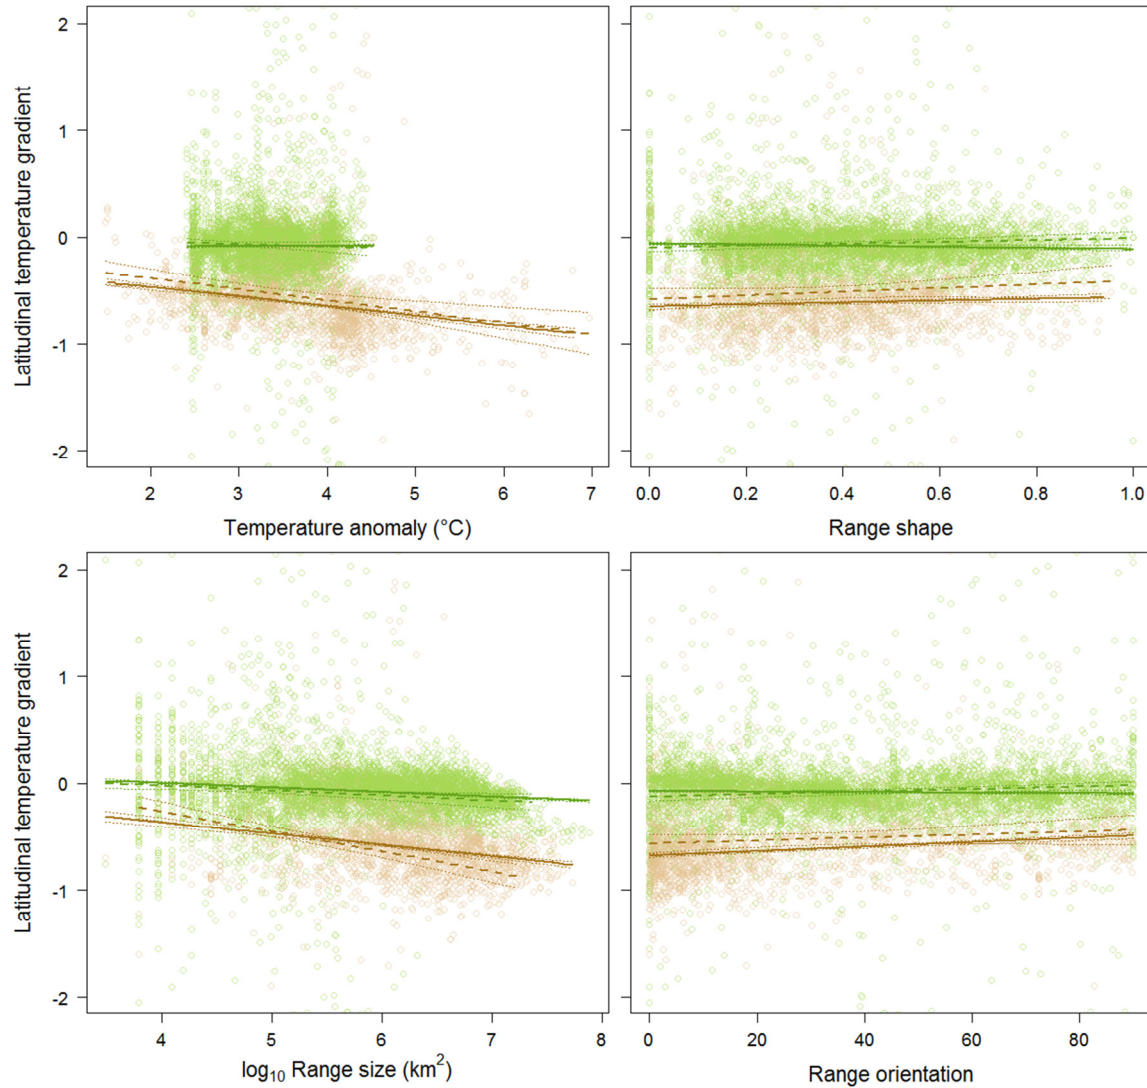 2
1
0
-1
-2
Latitudinal temperature gradient
2 3 4 5 6 7
Temperature anomaly (°C)
0.0 0.2 0.4 0.6 0.8 1.0
Range shape
2
1
0
-1
-2
Latitudinal temperature gradient
4 5 6 7 8
log₁₀ Range size (km²)
0 20 40 60 80
Range orientation